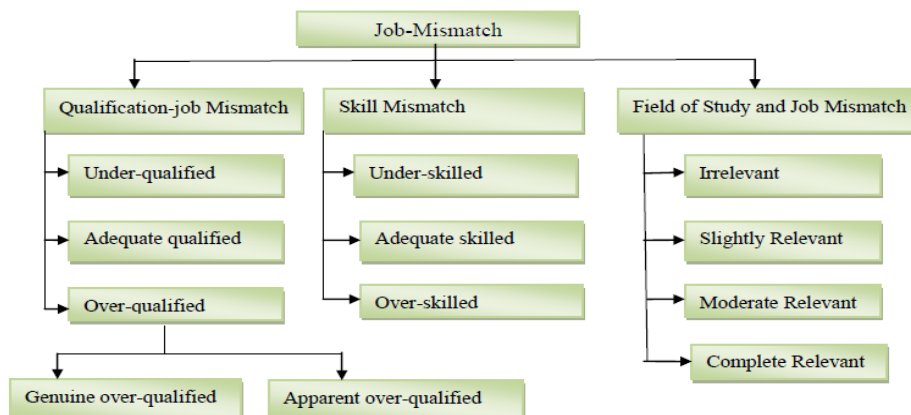 Job-Mismatch
Qualification-job Mismatch
Skill Mismatch
Field of Study and Job Mismatch
Under-qualified
Under-skilled
Irrelevant
Adequate qualified
Adequate skilled
Slightly Relevant
Over-qualified
Over-skilled
Moderate Relevant
Complete Relevant
Genuine over-qualified
Apparent over-qualified